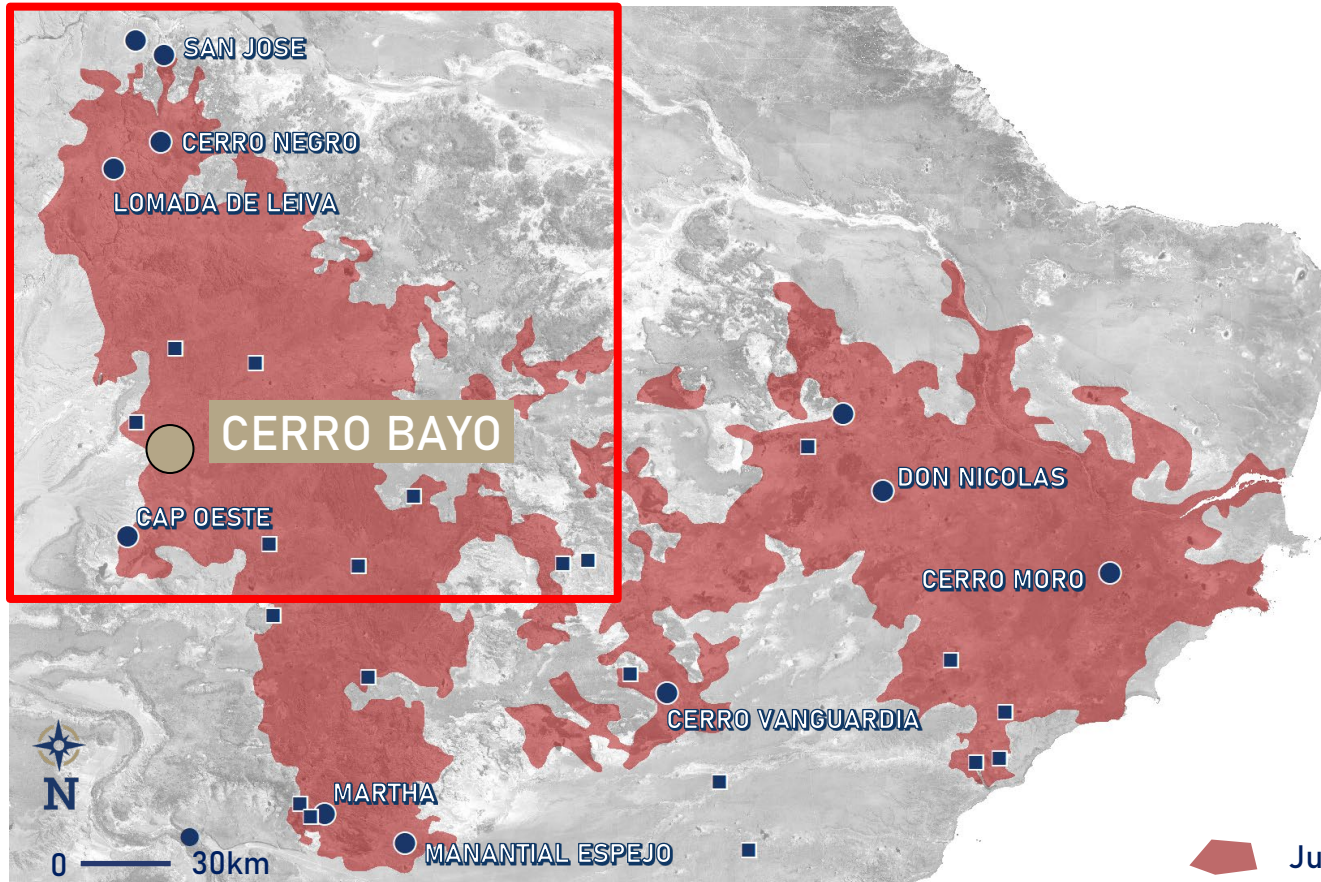 SAN JOSE
CERRO NEGRO
LOMADA DE LEIVA
CERRO BAYO
CAP OESTE
DON NICOLAS
CERRO MORO
CERRO VANGUARDIA
MARTHA
MANANTIAL ESPEJO
N
0 30km
Ju